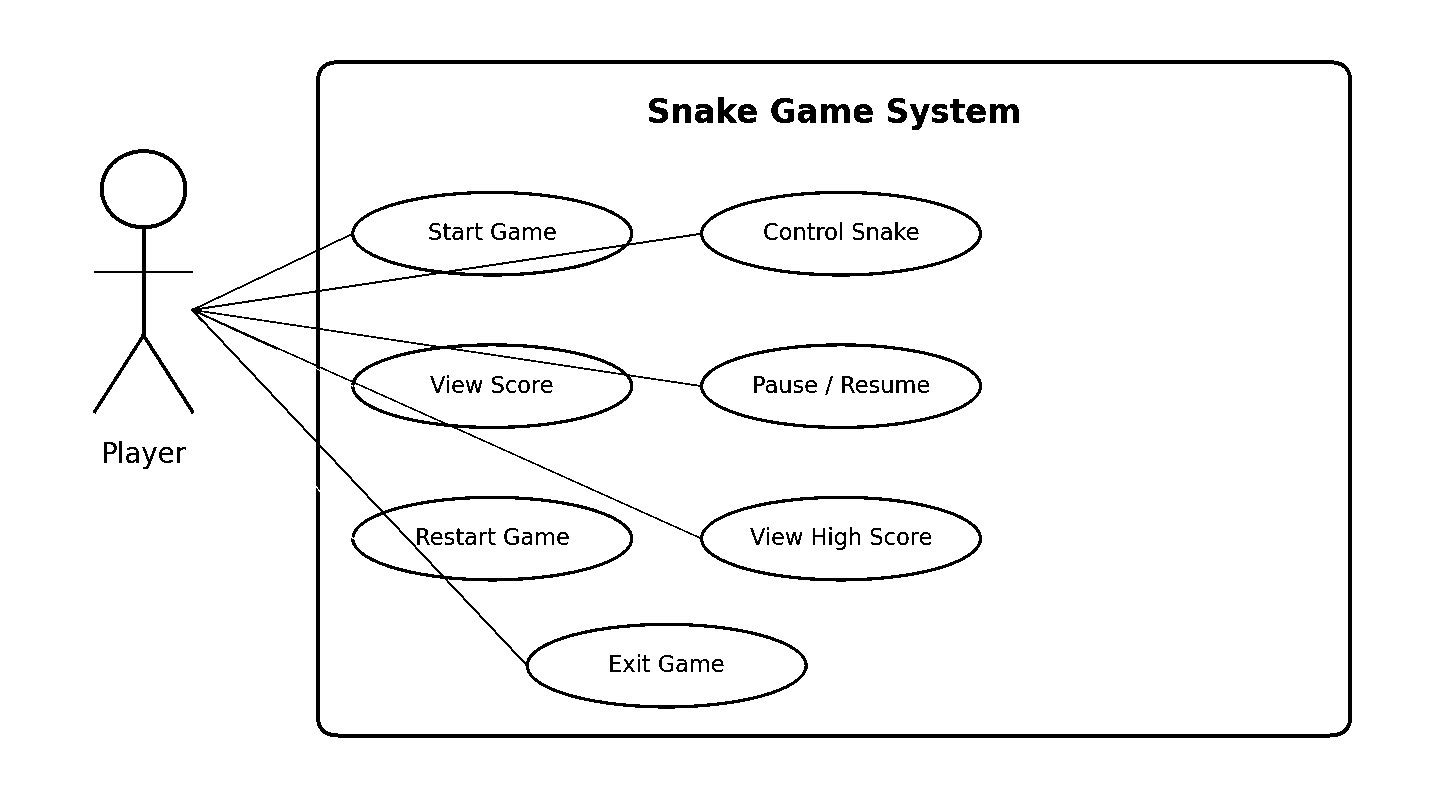 Snake Game System
Start Game
Control Snake
View Score
Pause / Resume
Player
Restart Game
View High Score
Exit Game